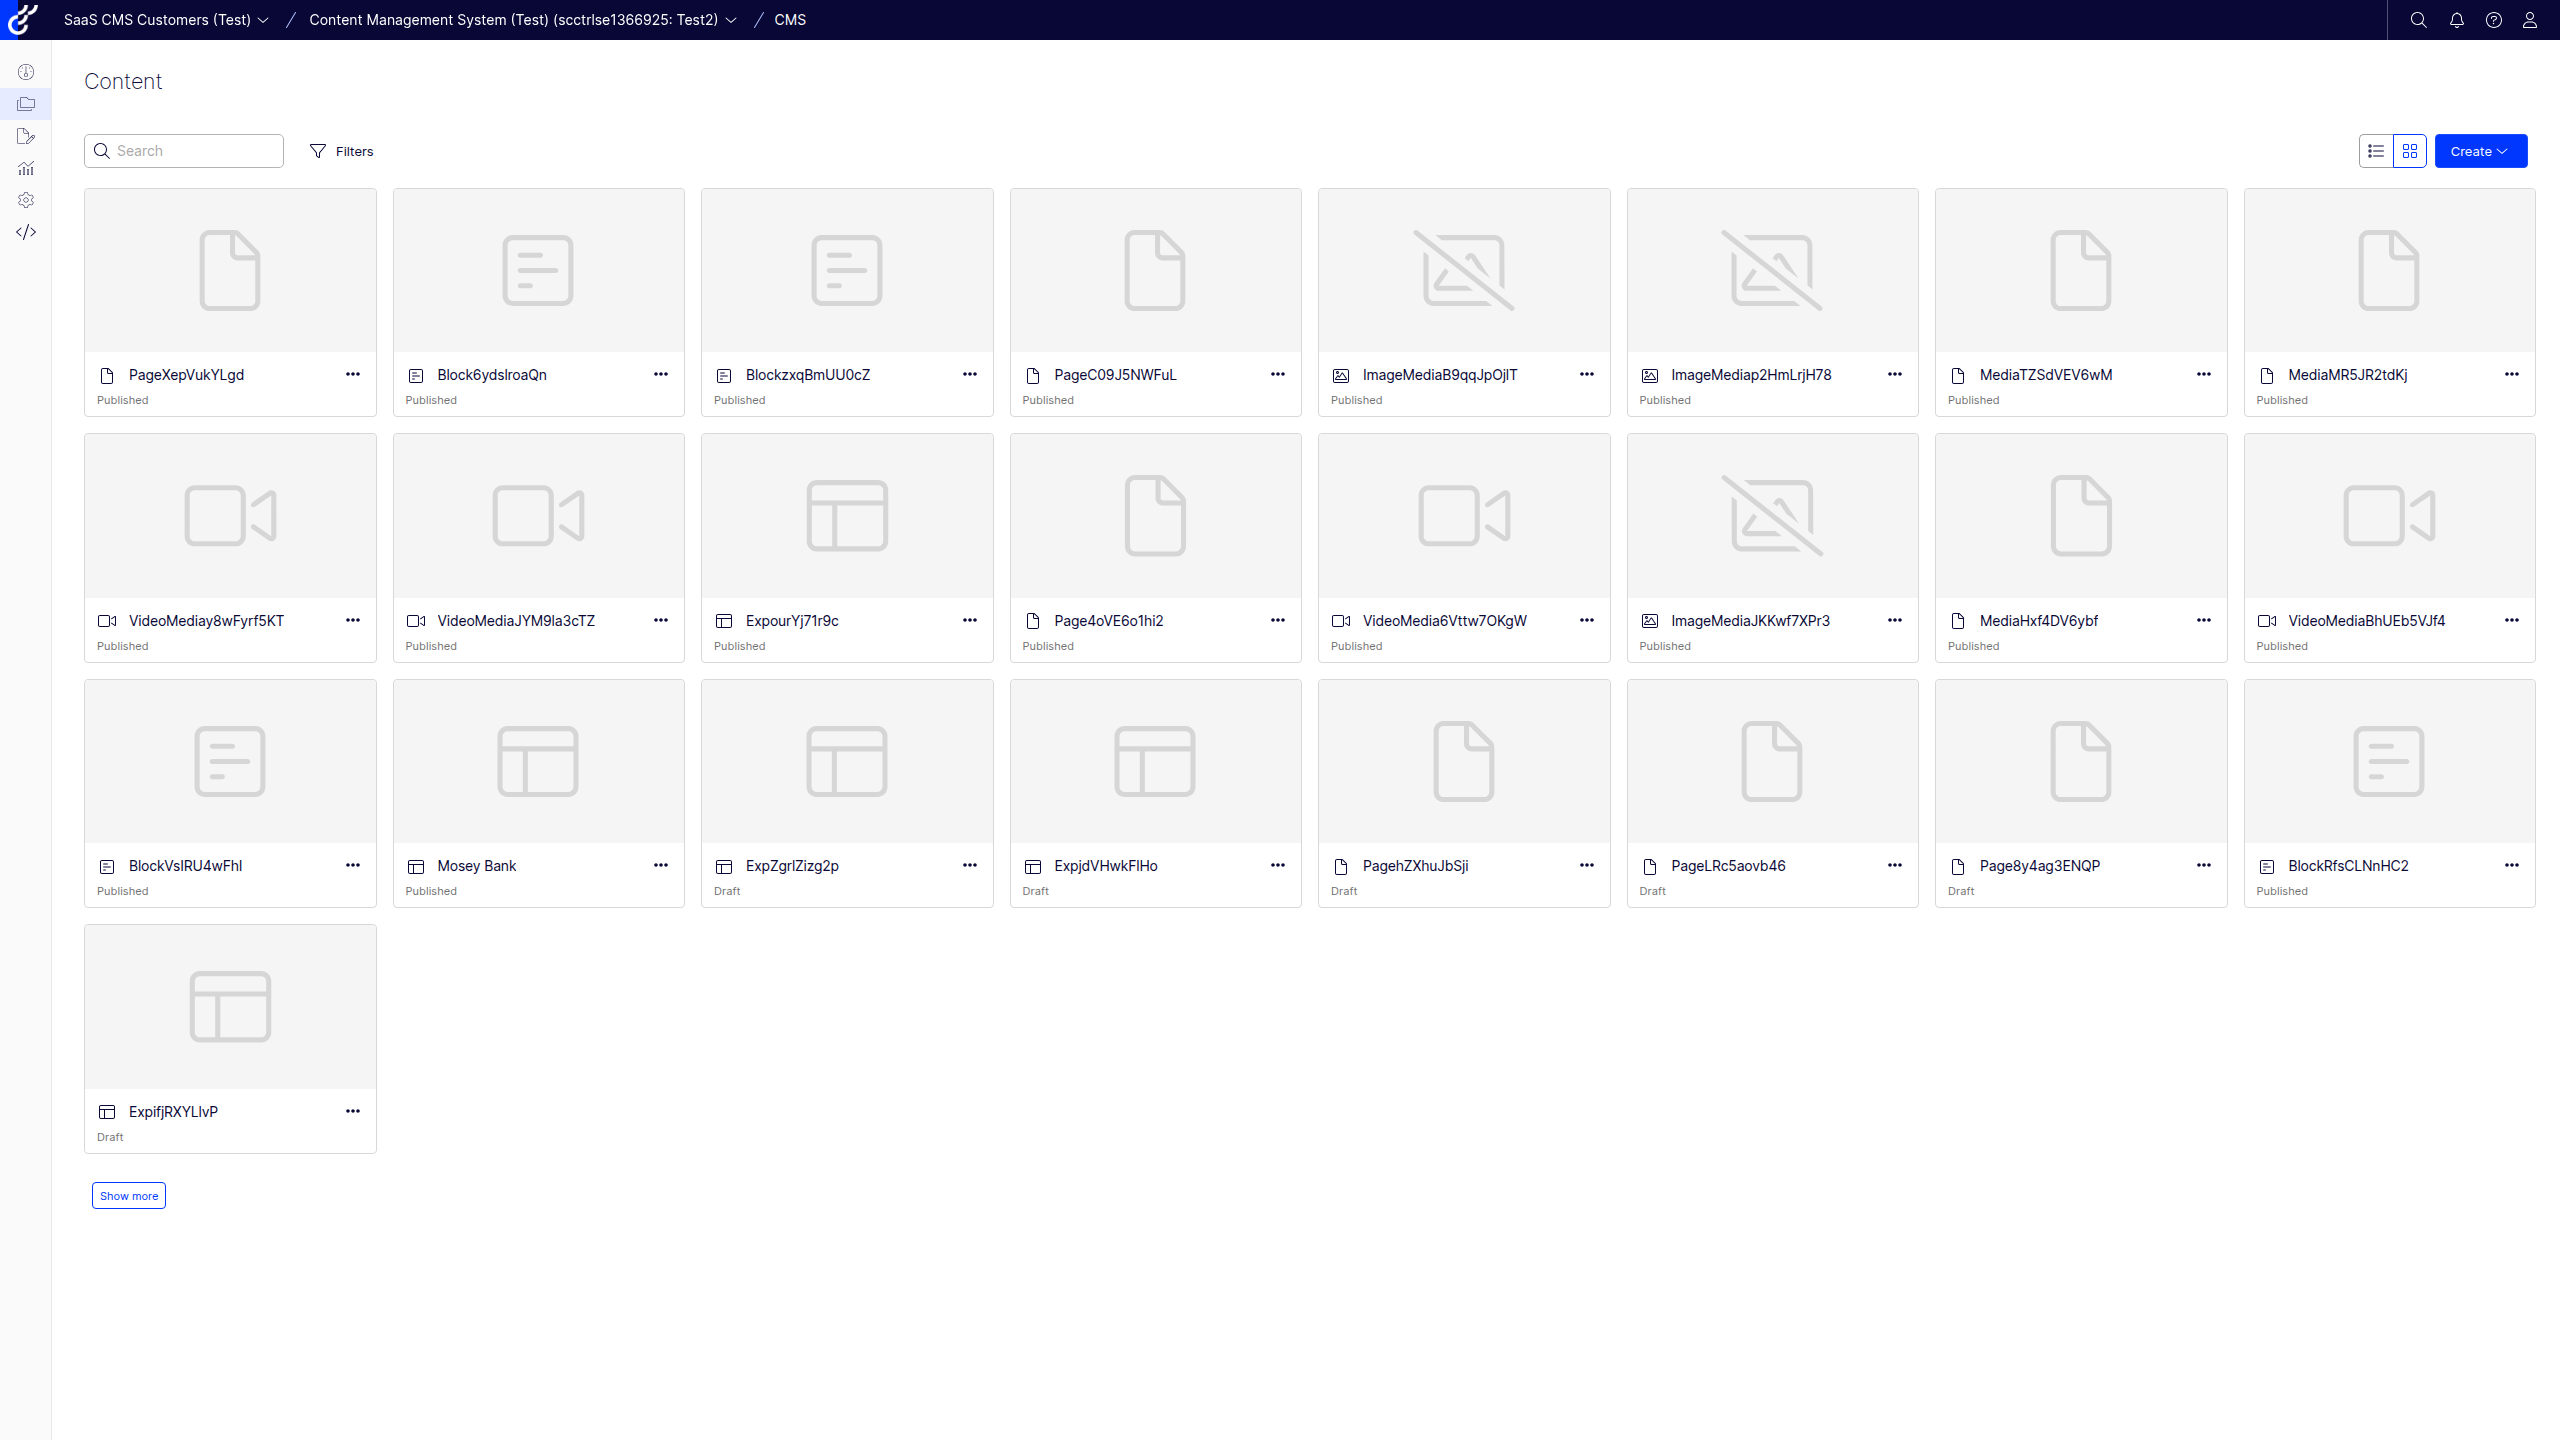 SaaS CMS Customers (Test) / Content Management System (Test) (scctrlse1366925: Test2) / CMS
Content
Search Filters Create
PageXepVukYLgd Block6ydslroaQn BlockzxqBmUU0cZ PageC09J5NWFuL ImageMediaB9qqJpOjlT ImageMediap2HmLrjH78 MediaTZSdVEV6wM MediaMR5JR2tdKj
Published Published Published Published Published Published Published Published
VideoMediay8wFyrf5KT VideoMediaJYM9la3cTZ ExpourYj71r9c Page4oVE6o1hi2 VideoMedia6Vttw7OKgW ImageMediaJKKwf7XPr3 MediaHxf4DV6ybf VideoMediaBhUEb5VJf4
Published Published Published Published Published Published Published Published
BlockVslRU4wFhl Mosey Bank ExpZgrlZizg2p ExpjdVHwkFlHo PagehZXhuJbSji PageLRc5aovb46 Page8y4ag3ENQP BlockRfsCLNnHC2
Published Published Draft Draft Draft Draft Draft Published
ExpifjRXYLlvP
Draft
Show more